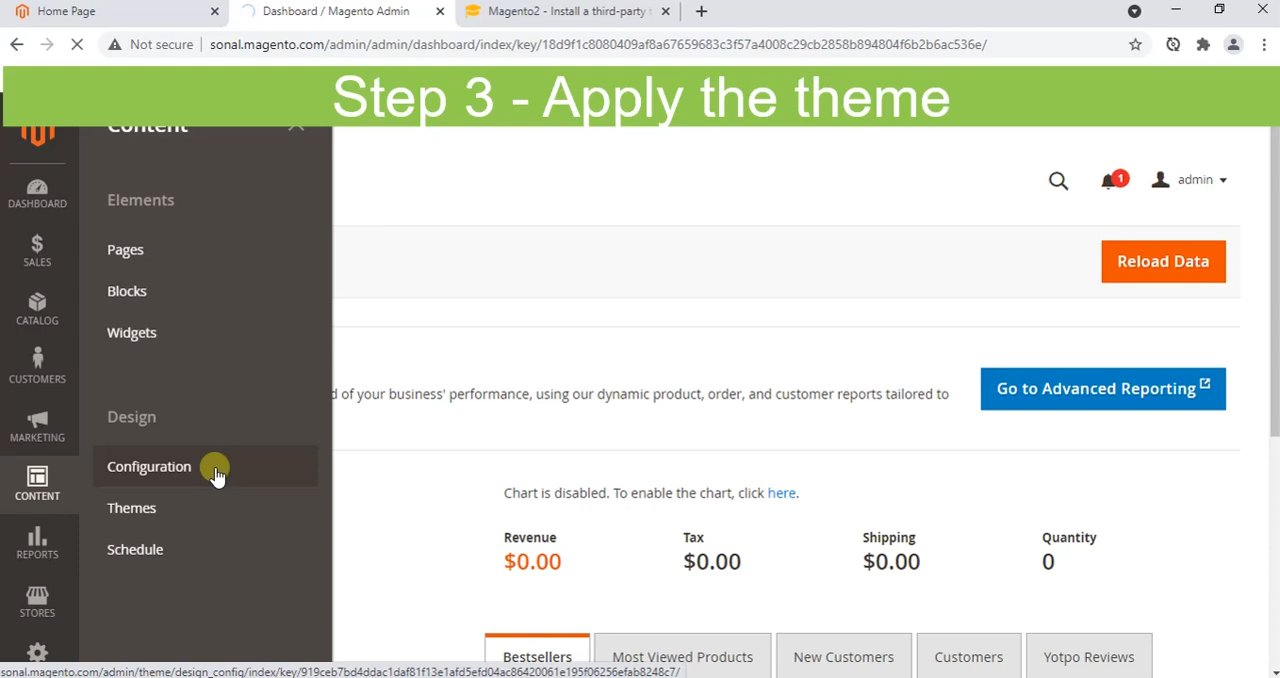 Home Page
Dashboard / Magento Admin
Magento2 - Install a third-party t
Not secure
sonal.magento.com/admin/admin/dashboard/index/key/18d9f1c8080409af8a67659683c3f57a4008c29cb2858b894804f6b2b6ac536e/
Step 3 - Apply the theme
Content
DASHBOARD
SALES
CATALOG
CUSTOMERS
MARKETING
CONTENT
REPORTS
STORES
Elements
Pages
Blocks
Widgets
Design
Configuration
Themes
Schedule
1
admin
Reload Data
d of your business' performance, using our dynamic product, order, and customer reports tailored to
Go to Advanced Reporting
Chart is disabled. To enable the chart, click here.
Revenue Tax Shipping Quantity
$0.00 $0.00 $0.00 0
Bestsellers Most Viewed Products New Customers Customers Yotpo Reviews
sonal.magento.com/admin/theme/design_config/index/key/919ceb7bd4ddac1daf81f13e1afd5efd04ac86420061e195f06256efab8248c7/